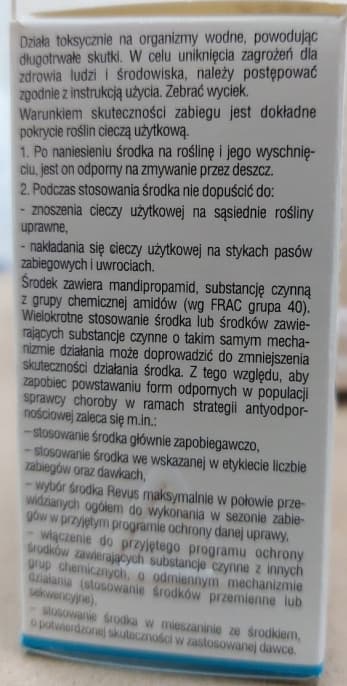 Działa toksycznie na organizmy wodne, powodując
długotrwałe skutki. W celu uniknięcia zagrożeń dla
zdrowia ludzi i środowiska, należy postępować
zgodnie z instrukcją użycia. Zebrać wyciek.
Warunkiem skuteczności zabiegu jest dokładne
pokrycie roślin cieczą użytkową.
1. Po naniesieniu środka na roślinę i jego wyschnię-
ciu, jest on odporny na zmywanie przez deszcz.
2. Podczas stosowania środka nie dopuścić do:
- znoszenia cieczy użytkowej na sąsiednie rośliny
uprawne,
- nakładania się cieczy użytkowej na stykach pasów
zabiegowych i uwrociach.
Środek zawiera mandipropamid, substancję czynną
z grupy chemicznej amidów (wg FRAC grupa 40).
Wielokrotne stosowanie środka lub środków zawie-
rających substancje czynne o takim samym mecha-
nizmie działania może doprowadzić do zmniejszenia
skuteczności działania środka. Z tego względu, aby
zapobiec powstawaniu form odpornych w populacji
sprawcy choroby w ramach strategii antyodpor-
nościowej zaleca się m.in.:
– stosowanie środka głównie zapobiegawczo,
– stosowanie środka we wskazanej w etykiecie liczbie
zabiegów oraz dawkach,
– wybór środka Revus maksymalnie w połowie prze-
widzianych ogółem do wykonania w sezonie zabie-
gów w przyjętym programie ochrony danej uprawy,
– włączenie do przyjętego programu ochrony
środków zawierających substancje czynne z innych
grup chemicznych, o odmiennym mechanizmie
działania (stosowanie środków przemienne lub
sekwencyjne),
– stosowanie środka w mieszaninie ze środkiem,
o potwierdzonej skuteczności w zastosowanej dawce.